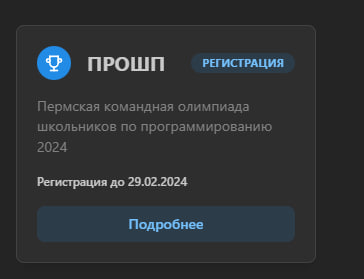 ПРОШП
РЕГИСТРАЦИЯ
Пермская командная олимпиада
школьников по программированию
2024
Регистрация до 29.02.2024
Подробнее